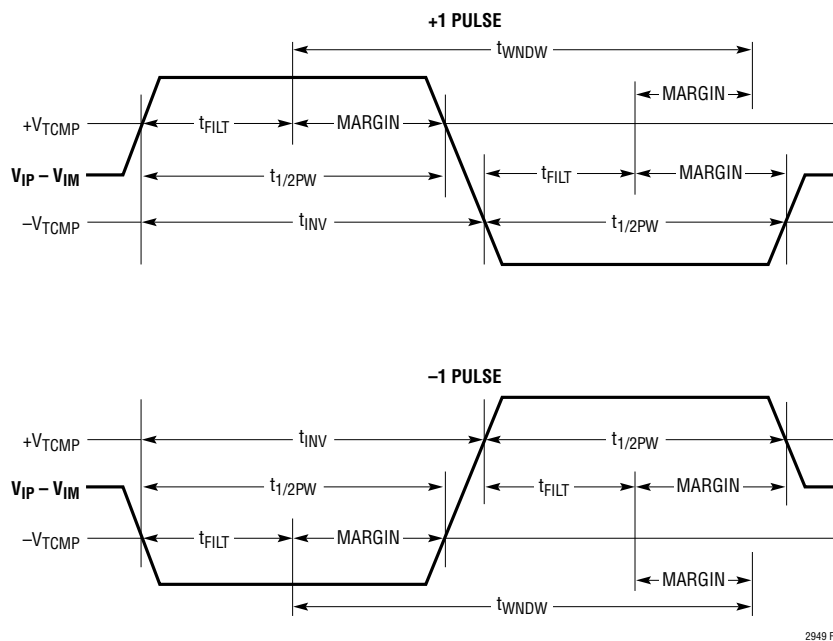 +1 PULSE
tWNDW
MARGIN
+VTCMP
tFILT
MARGIN
VIP – VIM
t1/2PW
tFILT
MARGIN
–VTCMP
tINV
t1/2PW
–1 PULSE
+VTCMP
tINV
t1/2PW
VIP – VIM
t1/2PW
tFILT
MARGIN
–VTCMP
tFILT
MARGIN
MARGIN
tWNDW
2949 F